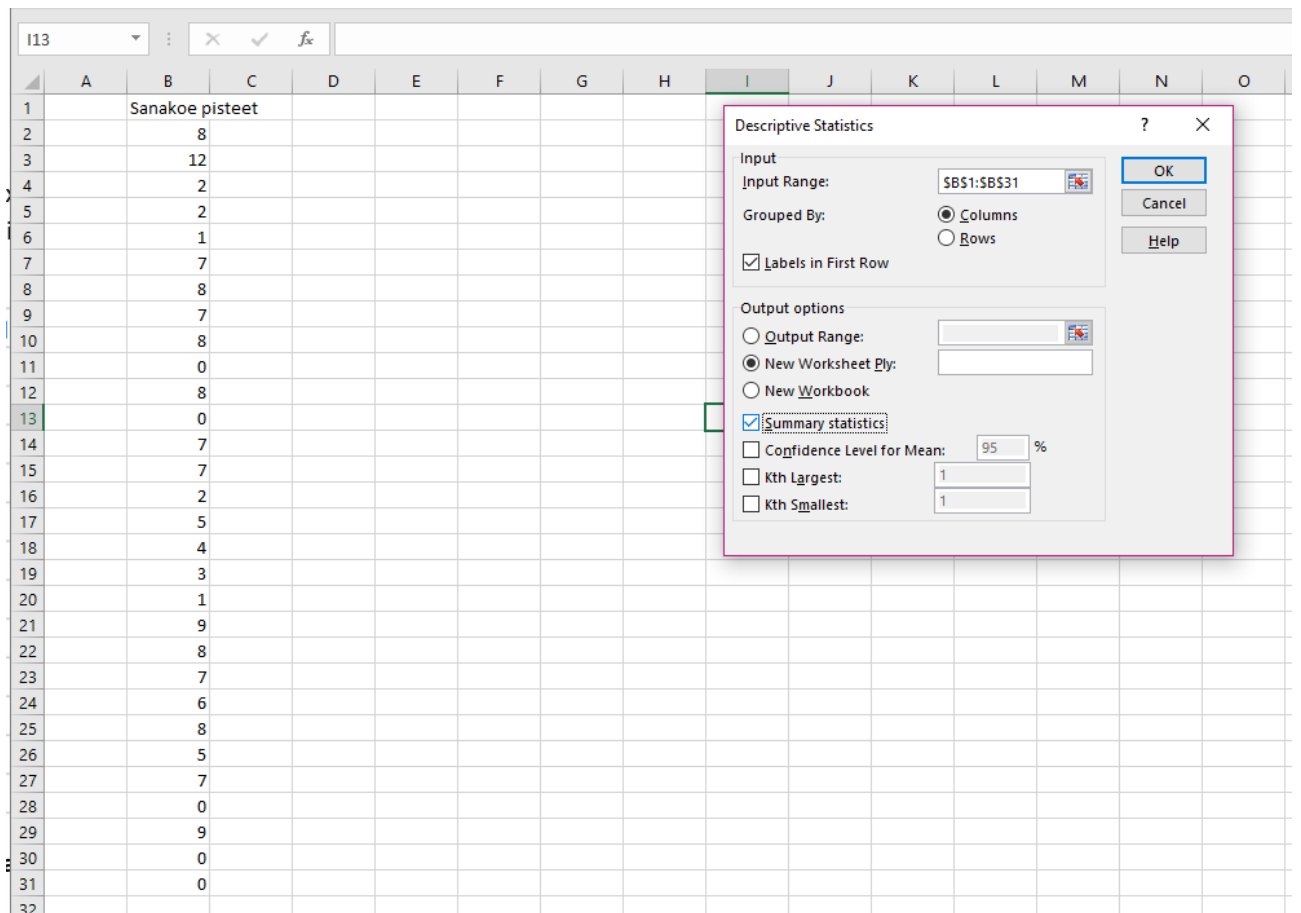 I13 fx
A B C D E F G H I J K L M N O
1 Sanakoe pisteet
2 8
3 12
4 2
5 2
6 1
7 7
8 8
9 7
10 8
11 0
12 8
13 0
14 7
15 7
16 2
17 5
18 4
19 3
20 1
21 9
22 8
23 7
24 6
25 8
26 5
27 7
28 0
29 9
30 0
31 0
32
Descriptive Statistics ?
Input
Input Range: $B$1:$B$31
Grouped By: Columns
Rows
Labels in First Row
OK
Cancel
Help
Output options
Output Range:
New Worksheet Ply:
New Workbook
Summary statistics
Confidence Level for Mean: 95 %
Kth Largest: 1
Kth Smallest: 1